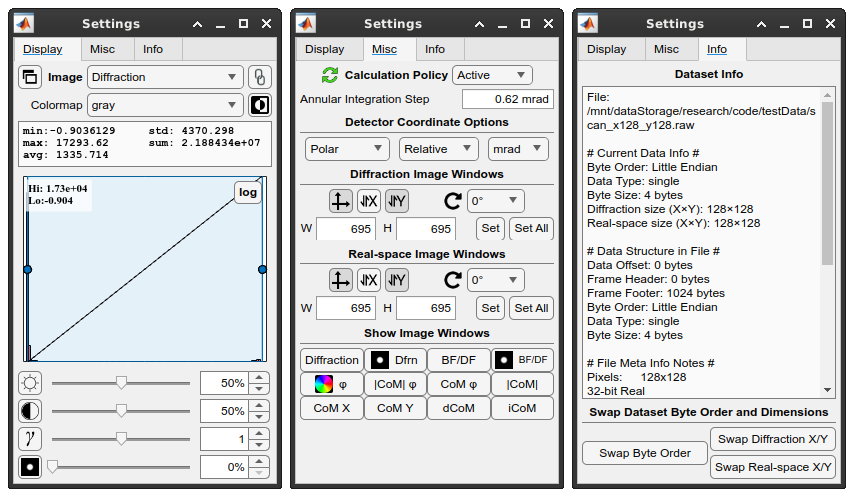 Settings
Display Misc Info
Image Diffraction
Colormap gray
min:-0.9036129 std: 4370.298
max: 17293.62 sum: 2.188434e+07
avg: 1335.714
Hi: 1.73e+04
Lo:-0.904
log
50%
50%
γ 1
0%
Settings
Display Misc Info
Calculation Policy Active
Annular Integration Step 0.62 mrad
Detector Coordinate Options
Polar Relative mrad
Diffraction Image Windows
X Y 0°
W 695 H 695 Set Set All
Real-space Image Windows
X Y 0°
W 695 H 695 Set Set All
Show Image Windows
Diffraction Dfrn BF/DF BF/DF
φ |CoM| φ CoM φ |CoM|
CoM X CoM Y dCoM iCoM
Settings
Display Misc Info
Dataset Info
File:
/mnt/dataStorage/research/code/testData/s
can_x128_y128.raw
# Current Data Info #
Byte Order: Little Endian
Data Type: single
Byte Size: 4 bytes
Diffraction size (X×Y): 128×128
Real-space size (X×Y): 128×128
# Data Structure in File #
Data Offset: 0 bytes
Frame Header: 0 bytes
Frame Footer: 1024 bytes
Byte Order: Little Endian
Data Type: single
Byte Size: 4 bytes
# File Meta Info Notes #
Pixels: 128x128
32-bit Real
Swap Dataset Byte Order and Dimensions
Swap Byte Order
Swap Diffraction X/Y
Swap Real-space X/Y